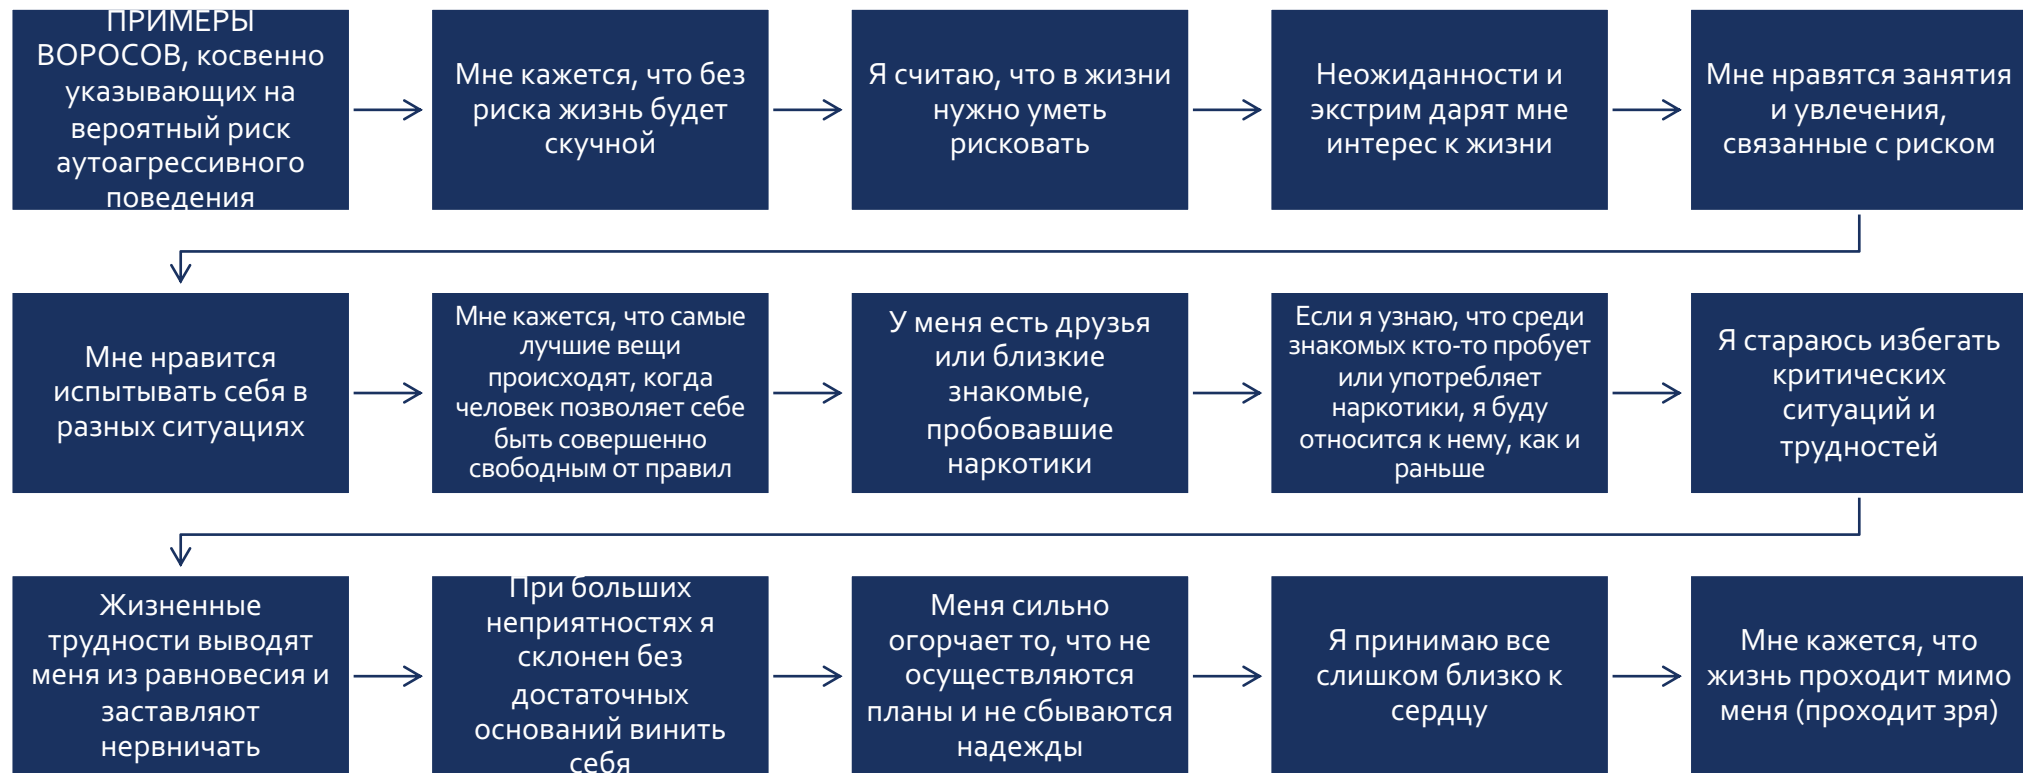 ПРИМЕРЫ
ВОРОСОВ, косвенно
указывающих на
вероятный риск
аутоагрессивного
поведения
Мне кажется, что без
риска жизнь будет
скучной
Я считаю, что в жизни
нужно уметь
рисковать
Неожиданности и
экстрим дарят мне
интерес к жизни
Мне нравятся занятия
и увлечения,
связанные с риском
Мне нравится
испытывать себя в
разных ситуациях
Мне кажется, что самые
лучшие вещи
происходят, когда
человек позволяет себе
быть совершенно
свободным от правил
У меня есть друзья
или близкие
знакомые,
пробовавшие
наркотики
Если я узнаю, что среди
знакомых кто-то пробует
или употребляет
наркотики, я буду
относится к нему, как и
раньше
Я стараюсь избегать
критических
ситуаций и
трудностей
Жизненные
трудности выводят
меня из равновесия и
заставляют
нервничать
При больших
неприятностях я
склонен без
достаточных
оснований винить
себя
Меня сильно
огорчает то, что не
осуществляются
планы и не сбываются
надежды
Я принимаю все
слишком близко к
сердцу
Мне кажется, что
жизнь проходит мимо
меня (проходит зря)